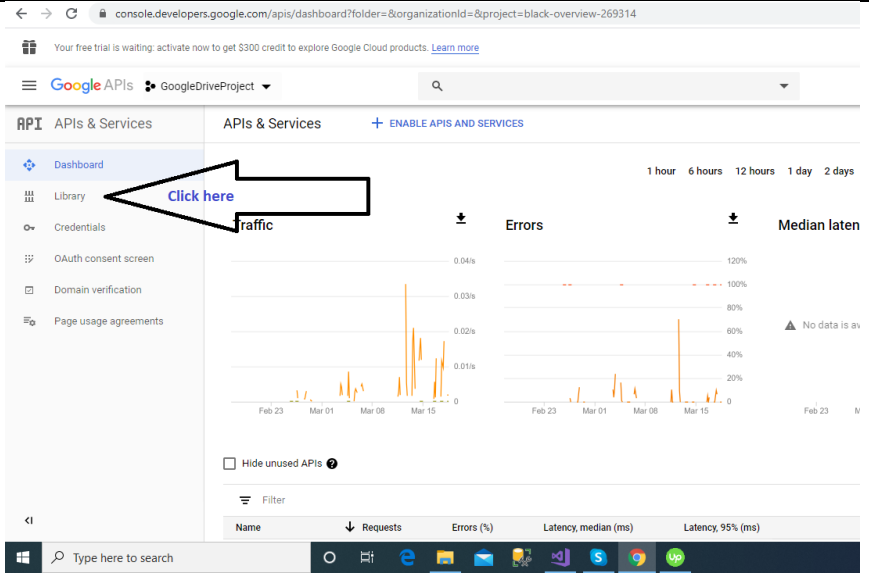 console.developers.google.com/apis/dashboard?folder=&organizationId=&project=black-overview-269314
Your free trial is waiting: activate now to get $300 credit to explore Google Cloud products. Learn more
Google APIs GoogleDriveProject
API APIs & Services
APIs & Services + ENABLE APIS AND SERVICES
Dashboard
1 hour 6 hours 12 hours 1 day 2 days
Library
Click here
Credentials
Traffic Errors Median laten
OAuth consent screen
Domain verification
Page usage agreements
0.04/s
0.03/s
0.02/s
0.01/s
0
Feb 23 Mar 01 Mar 08 Mar 15
120%
100%
80%
60%
40%
20%
0
Feb 23 Mar 01 Mar 08 Mar 15
No data is av
Feb 23 M
Hide unused APIs
Filter
Name Requests Errors (%) Latency, median (ms) Latency, 95% (ms)
Type here to search
Up